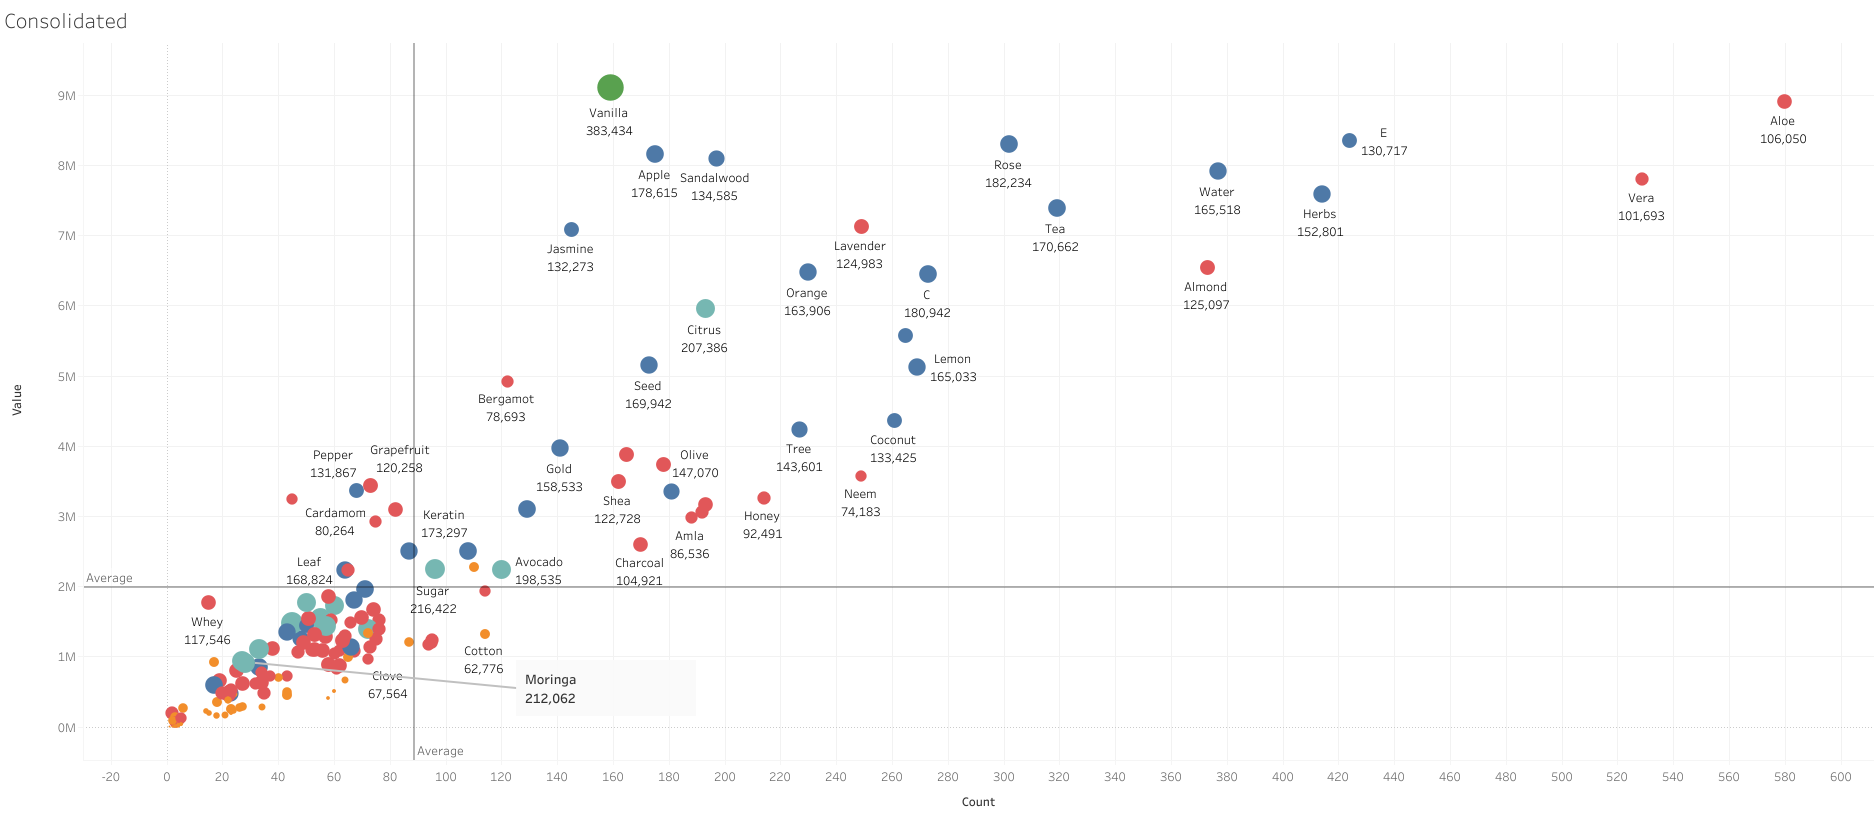 Consolidated
9M
8M
7M
6M
5M
4M
3M
2M
1M
0M
Value
Vanilla
383,434
Aloe
106,050
E
130,717
Apple
178,615
Sandalwood
134,585
Rose
182,234
Water
165,518
Vera
101,693
Herbs
152,801
Tea
170,662
Jasmine
132,273
Lavender
124,983
Orange
163,906
C
180,942
Almond
125,097
Citrus
207,386
Lemon
165,033
Seed
169,942
Bergamot
78,693
Tree
143,601
Coconut
133,425
Pepper
131,867
Grapefruit
120,258
Gold
158,533
Olive
147,070
Shea
122,728
Neem
74,183
Cardamom
80,264
Keratin
173,297
Honey
92,491
Amla
86,536
Charcoal
104,921
Leaf
168,824
Avocado
198,535
Average
Sugar
216,422
Whey
117,546
Cotton
62,776
Clove
67,564
Moringa
212,062
Average
-20 0 20 40 60 80 100 120 140 160 180 200 220 240 260 280 300 320 340 360 380 400 420 440 460 480 500 520 540 560 580 600
Count